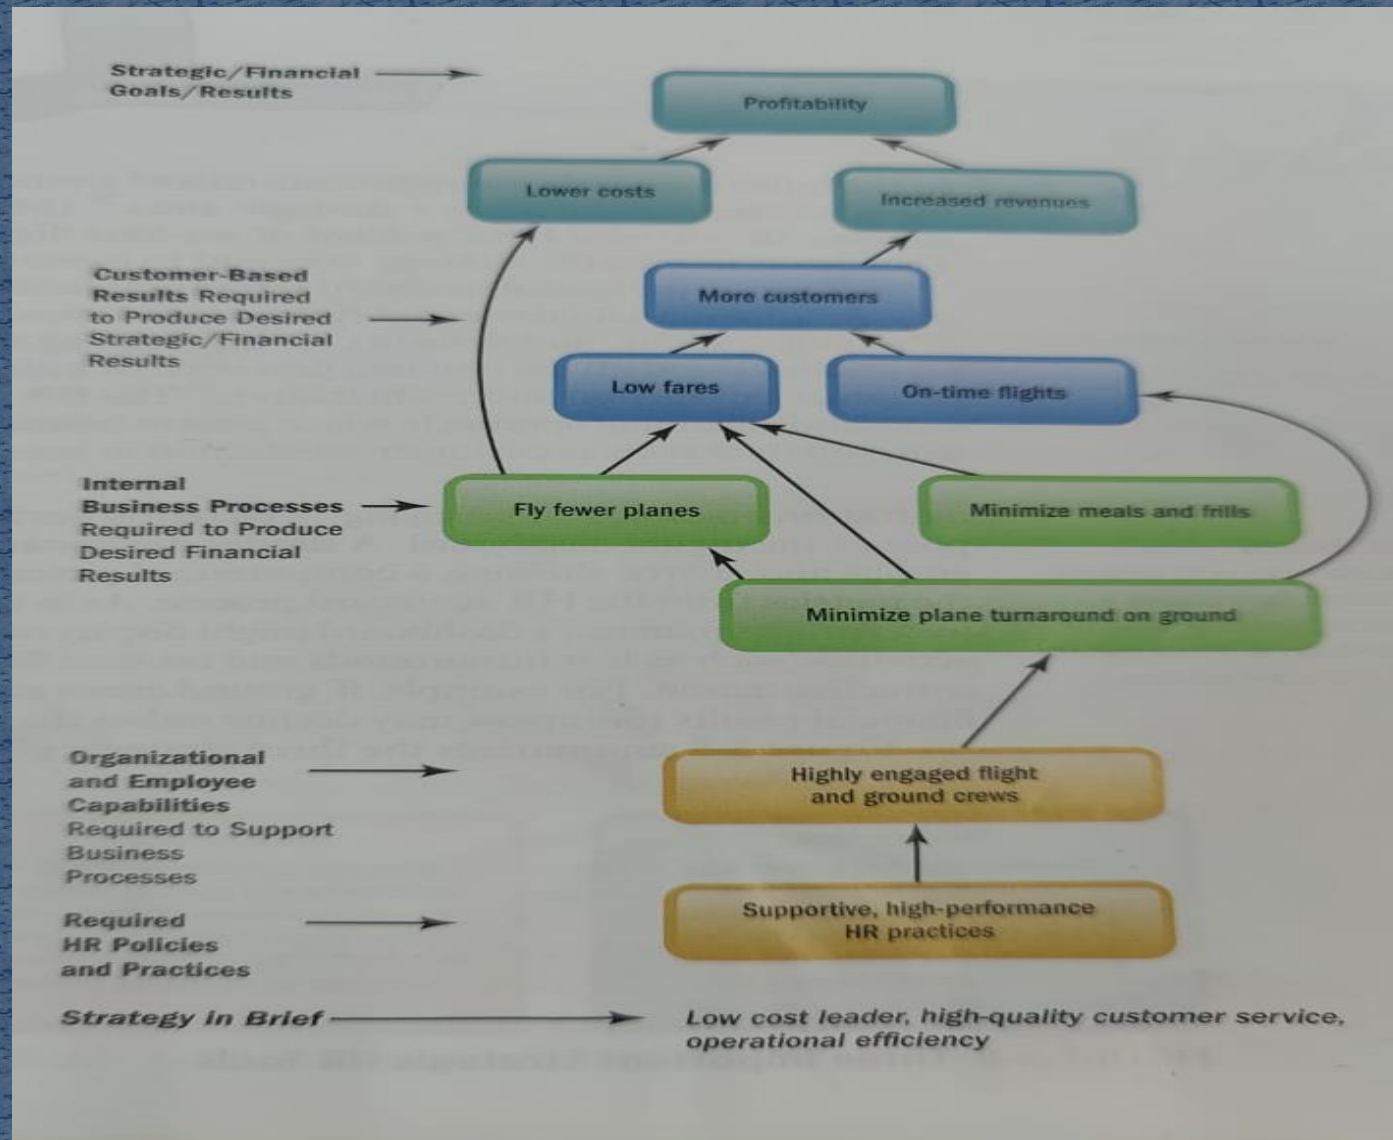 Strategic/Financial
Goals/Results
Profitability
Lower costs
Increased revenues
Customer-Based
Results Required
to Produce Desired
Strategic/Financial
Results
More customers
Low fares
On-time flights
Internal
Business Processes
Required to Produce
Desired Financial
Results
Fly fewer planes
Minimize meals and frills
Minimize plane turnaround on ground
Organizational
and Employee
Capabilities
Required to Support
Business
Processes
Highly engaged flight
and ground crews
Required
HR Policies
and Practices
Supportive, high-performance
HR practices
Strategy in Brief
Low cost leader, high-quality customer service,
operational efficiency